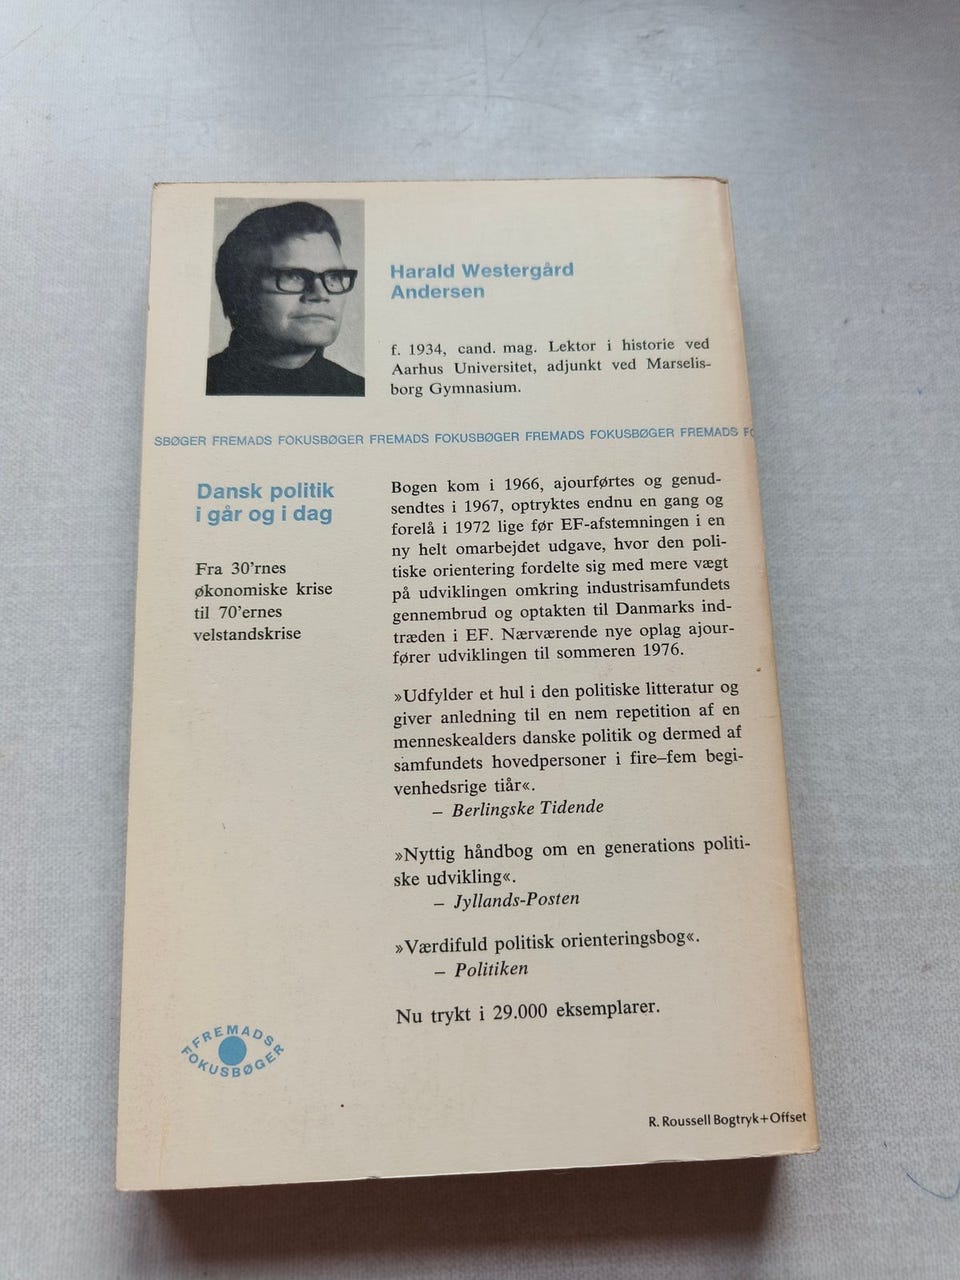 Harald Westergård
Andersen
f. 1934, cand. mag. Lektor i historie ved
Aarhus Universitet, adjunkt ved Marselis-
borg Gymnasium.
SBØGER FREMADS FOKUSBØGER FREMADS FOKUSBØGER FREMADS FOKUSBØGER FREMADS FO
Dansk politik
i går og i dag
Fra 30'rnes
økonomiske krise
til 70'ernes
velstandskrise
Bogen kom i 1966, ajourførtes og genud-
sendtes i 1967, optryktes endnu en gang og
forelå i 1972 lige før EF-afstemningen i en
ny helt omarbejdet udgave, hvor den poli-
tiske orientering fordelte sig med mere vægt
på udviklingen omkring industrisamfundets
gennembrud og optakten til Danmarks ind-
træden i EF. Nærværende nye oplag ajour-
fører udviklingen til sommeren 1976.
»Udfylder et hul i den politiske litteratur og
giver anledning til en nem repetition af en
menneskealders danske politik og dermed af
samfundets hovedpersoner i fire–fem begi-
venhedsrige tiår«.
– Berlingske Tidende
»Nyttig håndbog om en generations politi-
ske udvikling«.
– Jyllands-Posten
»Værdifuld politisk orienteringsbog«.
– Politiken
Nu trykt i 29.000 eksemplarer.
FREMADS
FOKUSBØGER
R. Roussell Bogtryk+Offset